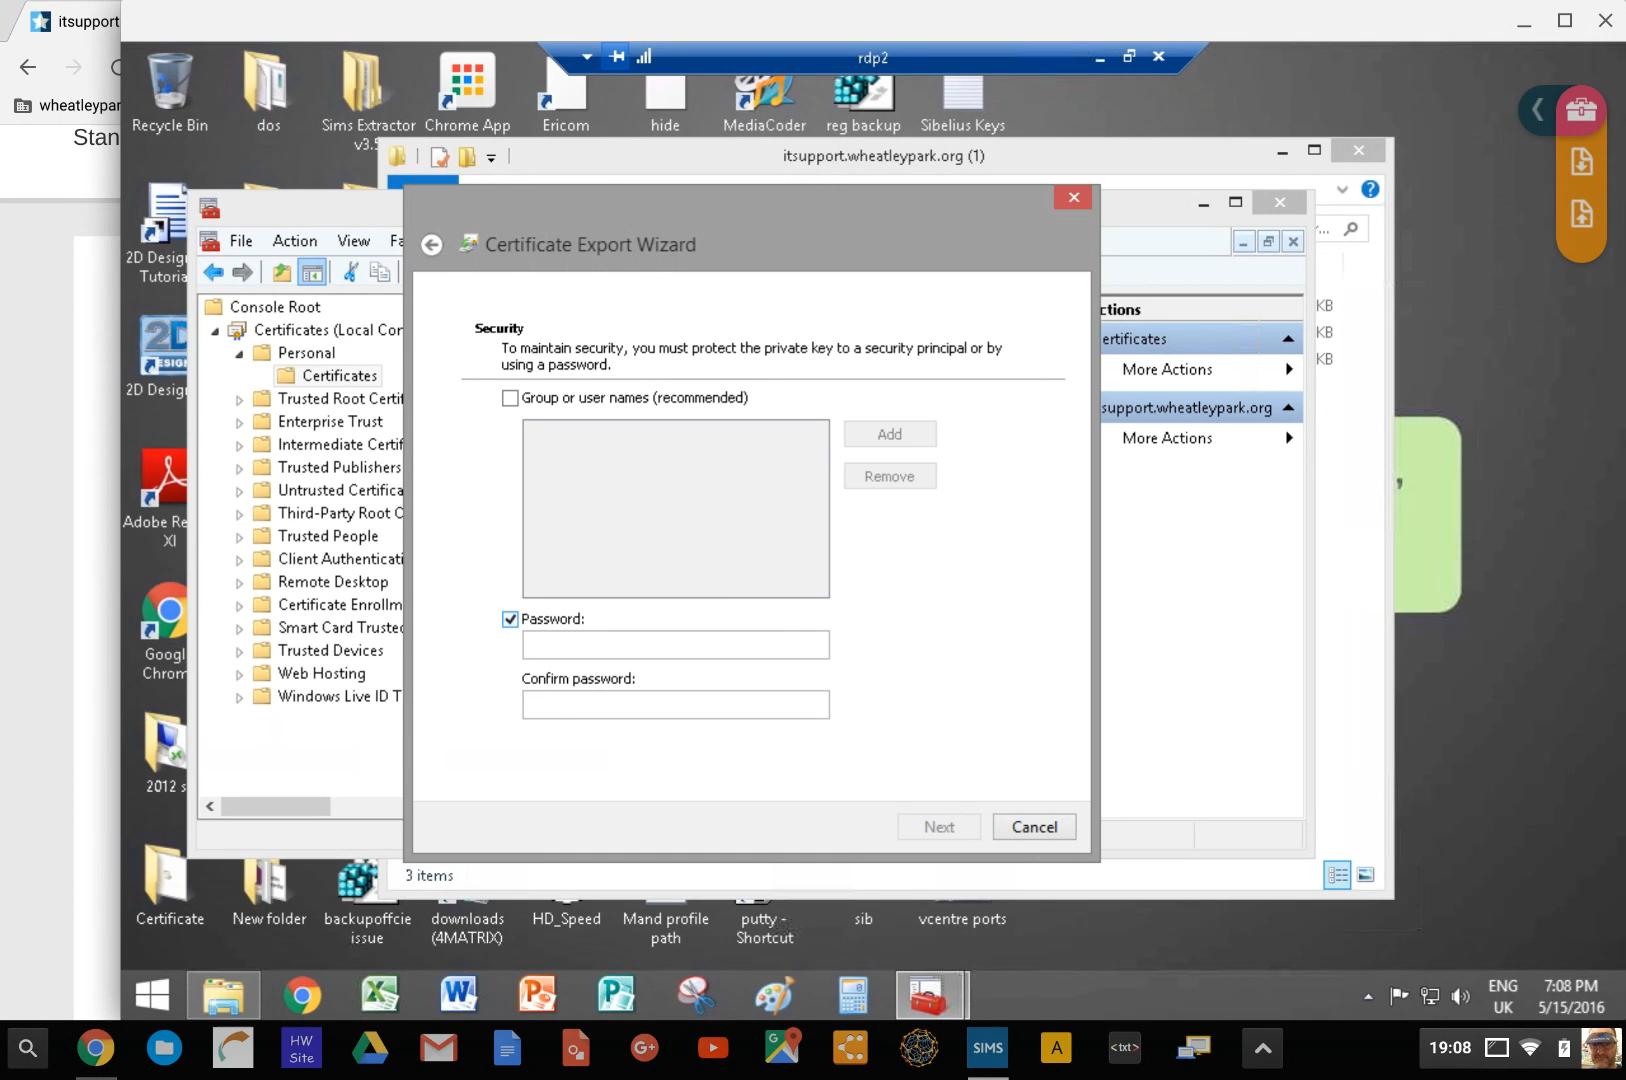 itsupport
wheatleypar
Stan
rdp2
Recycle Bin
dos
Sims Extractor
v3.5
Chrome App
Ericom
hide
MediaCoder
reg backup
Sibelius Keys
itsupport.wheatleypark.org (1)
2D Desig
Tutoria
2D Desig
Adobe Re
XI
Googl
Chrom
2012 s
File
Action
View
Fa
Certificate Export Wizard
Console Root
Certificates (Local Cor
Personal
Certificates
Trusted Root Certif
Enterprise Trust
Intermediate Certif
Trusted Publishers
Untrusted Certifica
Third-Party Root C
Trusted People
Client Authenticati
Remote Desktop
Certificate Enrollm
Smart Card Trusted
Trusted Devices
Web Hosting
Windows Live ID T
Security
To maintain security, you must protect the private key to a security principal or by
using a password.
Group or user names (recommended)
Add
Remove
Password:
Confirm password:
Next
Cancel
ctions
ertificates
More Actions
support.wheatleypark.org
More Actions
KB
KB
KB
3 items
Certificate
New folder
backupoffcie
issue
downloads
(4MATRIX)
HD_Speed
Mand profile
path
putty -
Shortcut
sib
vcentre ports
ENG
UK
7:08 PM
5/15/2016
HW
Site
SIMS
A
<txt>
19:08